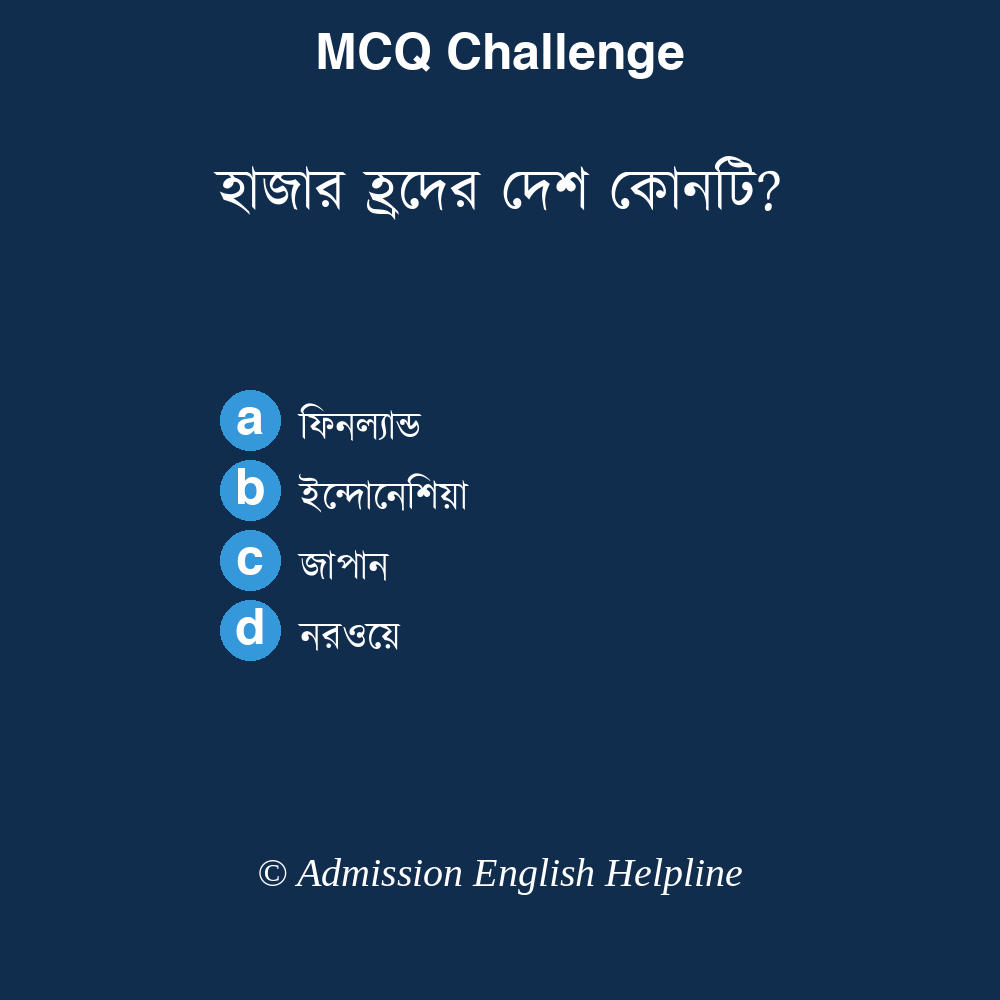 MCQ Challenge
হাজার হ্রদের দেশ কোনটি?
a ফিনল্যান্ড
b ইন্দোনেশিয়া
c জাপান
d নরওয়ে
© Admission English Helpline